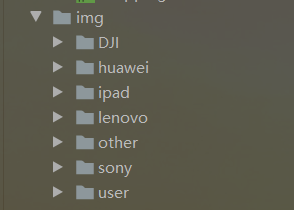 img
DJI
huawei
ipad
lenovo
other
sony
user